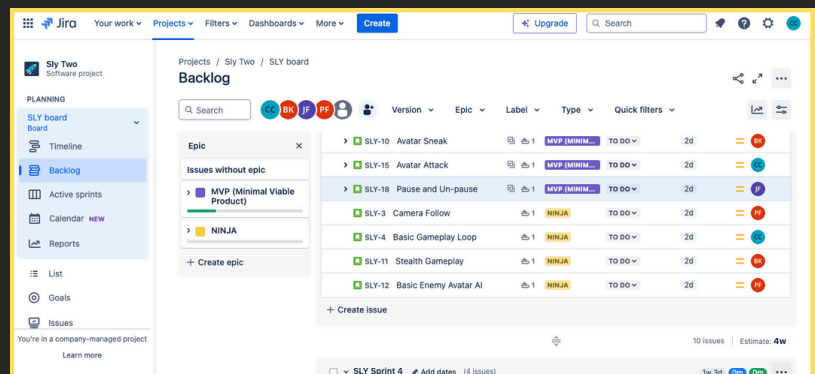 Jira Your work Projects Filters Dashboards More Create Upgrade Search CC
Sly Two
Software project
PLANNING
SLY board
Board
Timeline
Backlog
Active sprints
Calendar NEW
Reports
List
Goals
Issues
You're in a company-managed project
Learn more
Projects / Sly Two / SLY board
Backlog
Search CC BK JF PF Version Epic Label Type Quick filters
Epic
Issues without epic
MVP (Minimal Viable
Product)
NINJA
+ Create epic
SLY-10 Avatar Sneak 1 MVP (MINIM... TO DO 2d BK
SLY-15 Avatar Attack 1 MVP (MINIM... TO DO 2d CC
SLY-18 Pause and Un-pause 1 MVP (MINIM... TO DO 2d JF
SLY-3 Camera Follow 1 NINJA TO DO 2d PF
SLY-4 Basic Gameplay Loop 1 NINJA TO DO 2d CC
SLY-11 Stealth Gameplay 1 NINJA TO DO 2d BK
SLY-12 Basic Enemy Avatar AI 1 NINJA TO DO 2d PF
+ Create issue
10 issues Estimate: 4w
SLY Sprint 4 Add dates (4 issues) 1w 3d 0m 0m